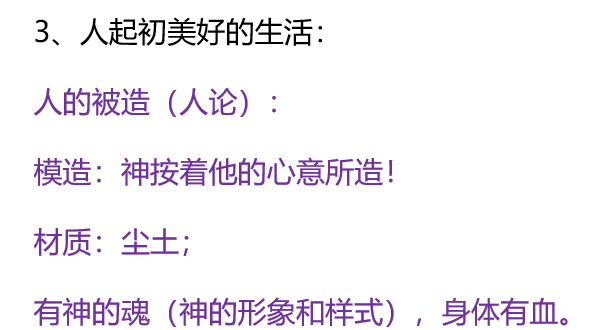 3、人起初美好的生活：
人的被造（人论）：
模造：神按着他的心意所造！
材质：尘土；
有神的魂（神的形象和样式），身体有血。